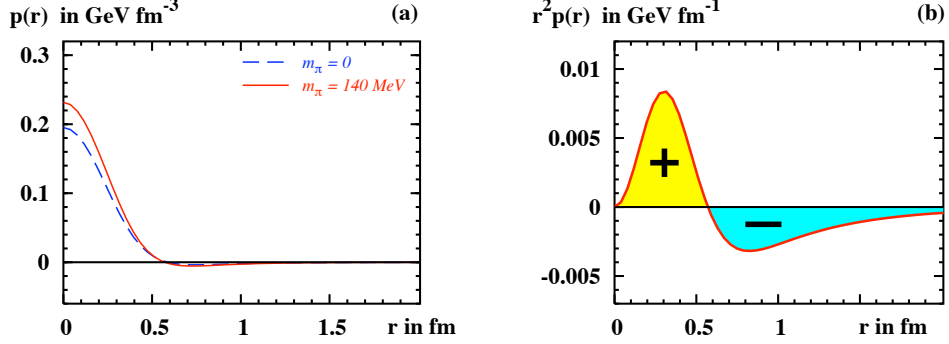 p(r) in GeV fm⁻³ (a)
0.3
0.2
0.1
0
m_π = 0
m_π = 140 MeV
0 0.5 1 1.5 r in fm
r²p(r) in GeV fm⁻¹ (b)
0.01
0.005
0
-0.005
+
−
0 0.5 1 r in fm